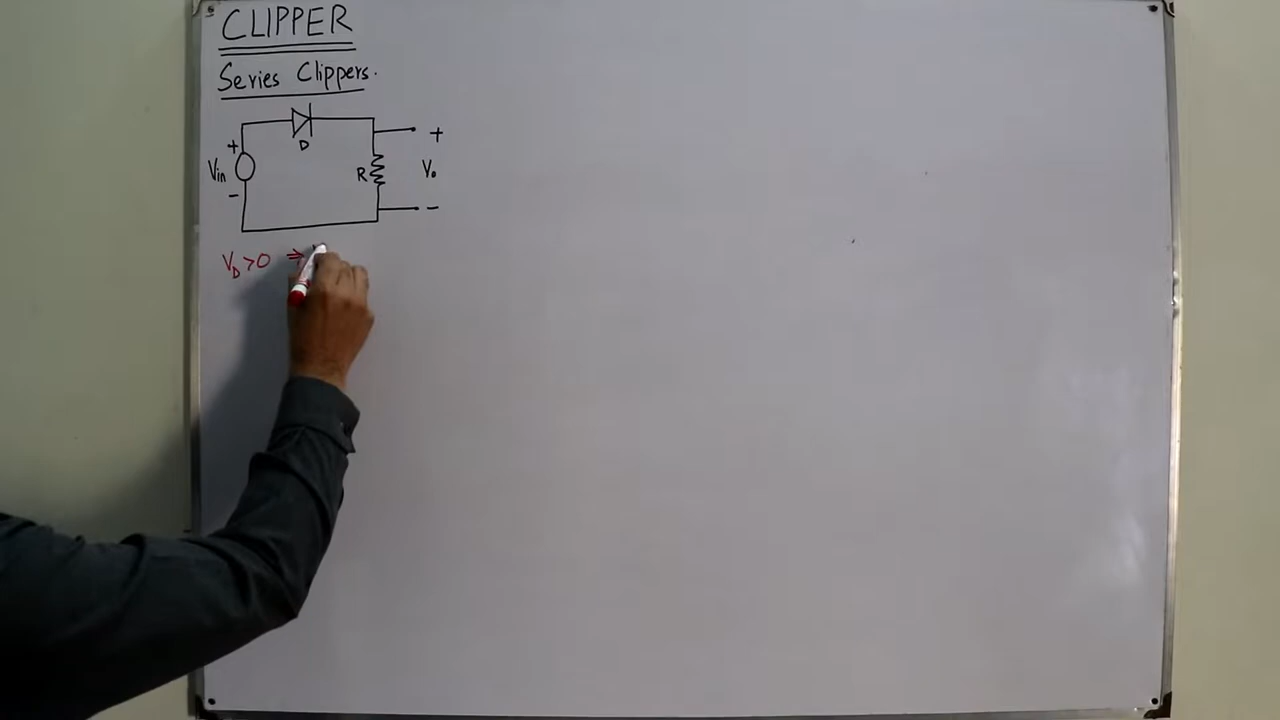 CLIPPER
Series Clippers.
D
+
+
Vin
R
Vo
-
-
VD>0 ⇒